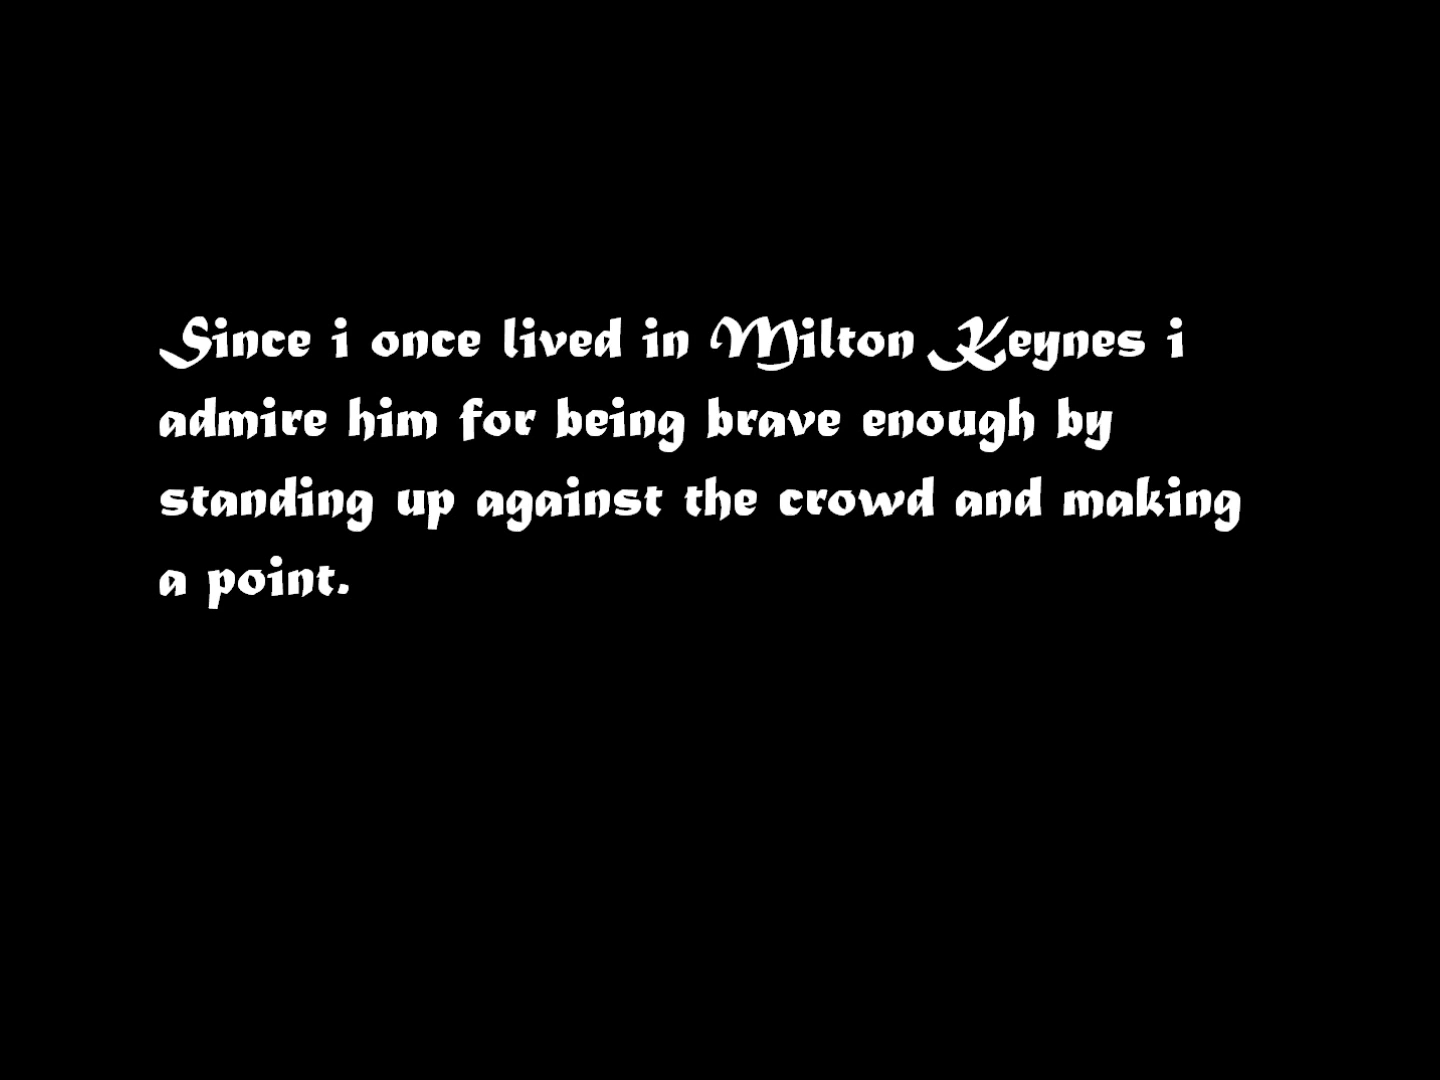 Since i once lived in Milton Keynes i
admire him for being brave enough by
standing up against the crowd and making
a point.